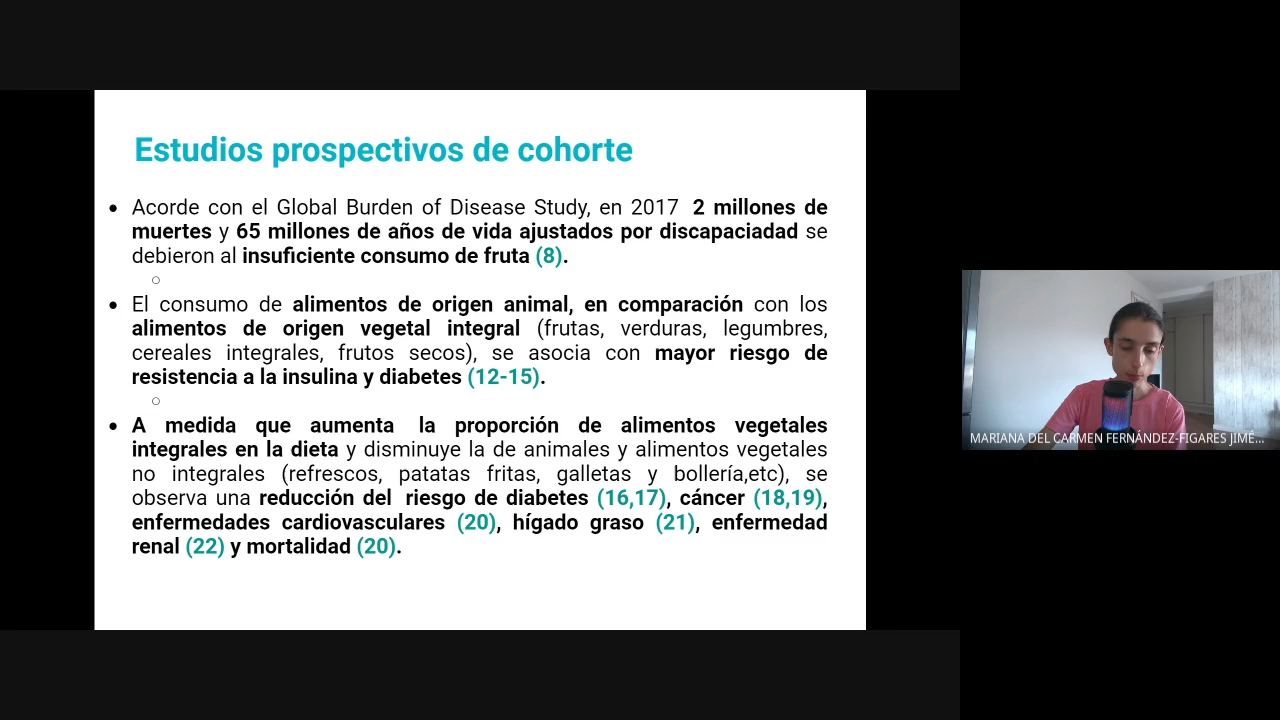 Estudios prospectivos de cohorte
● Acorde con el Global Burden of Disease Study, en 2017 2 millones de
muertes y 65 millones de años de vida ajustados por discapaciadad se
debieron al insuficiente consumo de fruta (8).
○
● El consumo de alimentos de origen animal, en comparación con los
alimentos de origen vegetal integral (frutas, verduras, legumbres,
cereales integrales, frutos secos), se asocia con mayor riesgo de
resistencia a la insulina y diabetes (12-15).
○
● A medida que aumenta la proporción de alimentos vegetales
integrales en la dieta y disminuye la de animales y alimentos vegetales
no integrales (refrescos, patatas fritas, galletas y bollería,etc), se
observa una reducción del riesgo de diabetes (16,17), cáncer (18,19),
enfermedades cardiovasculares (20), hígado graso (21), enfermedad
renal (22) y mortalidad (20).
MARIANA DEL CARMEN FERNÁNDEZ-FIGARES JIMÉ...